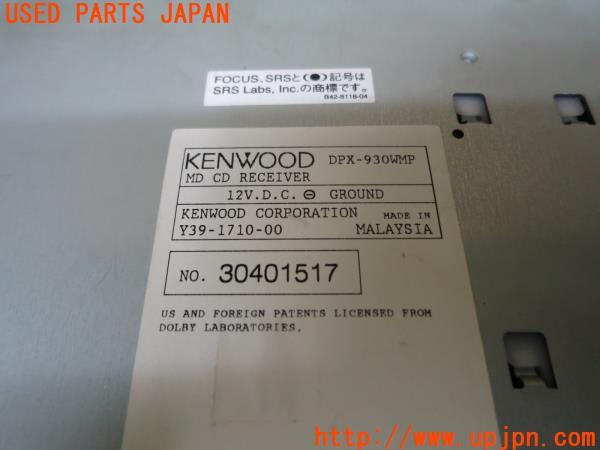 USED PARTS JAPAN
FOCUS、SRSと(●)記号は
SRS Labs, Inc.の商標です。
B42-8118-04
KENWOOD DPX-930WMP
MD CD RECEIVER
12V.D.C. ⊖ GROUND
KENWOOD CORPORATION MADE IN
Y39-1710-00 MALAYSIA
NO. 30401517
US AND FOREIGN PATENTS LICENSED FROM
DOLBY LABORATORIES.
http://www.upjpn.com/